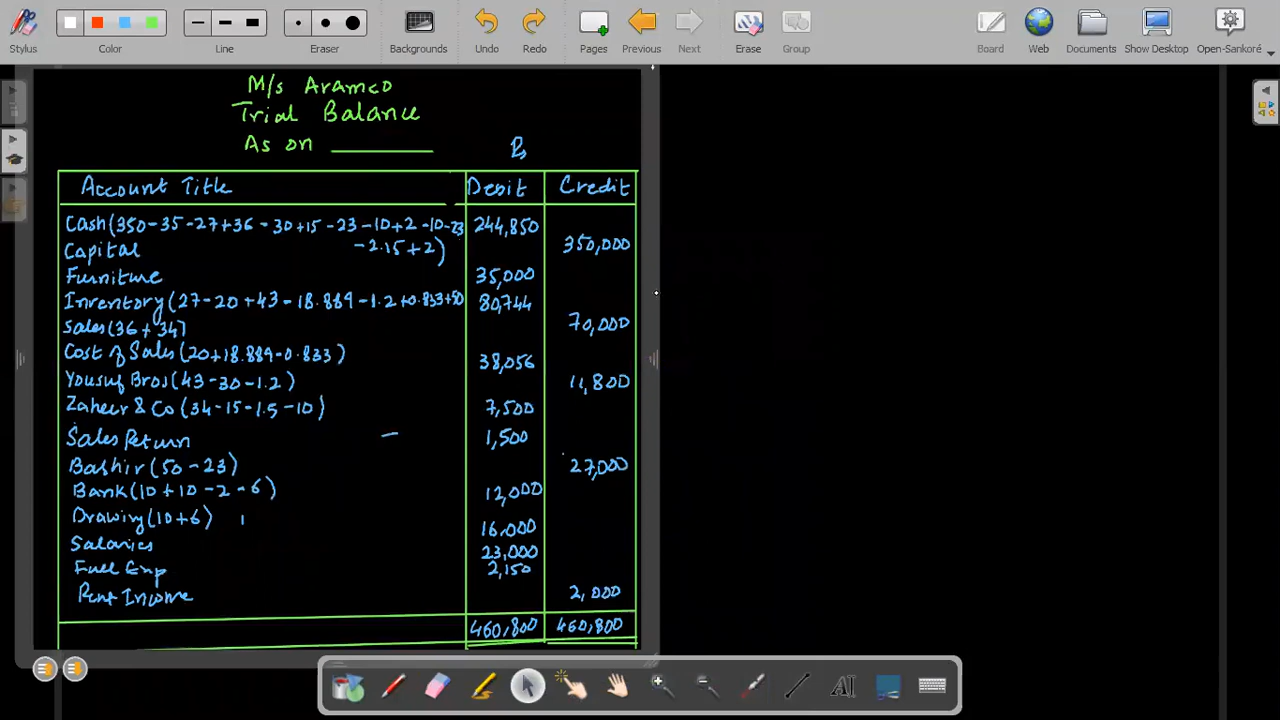 Stylus
Color
Line
Eraser
Backgrounds
Undo
Redo
Pages
Previous
Next
Erase
Group
Board
Web
Documents
Show Desktop
Open-Sankoré
M/s Aramco
Trial Balance
As on
Rs
Account Title Debit Credit
Cash(350-35-27+36-30+15-23-10+2-10-23 244,850
-2.15+2)
Capital 350,000
Furniture 35,000
Inventory(27-20+43-18.889-1.2+0.833+50 80,744
Sales(36+34) 70,000
Cost of Sales(20+18.889-0.833) 38,056
Yousuf Bros(43-30-1.2) 11,800
Zaheer & Co(34-15-1.5-10) 7,500
Sales Return 1,500
Bashir(50-23) 27,000
Bank(10+10-2-6) 12,000
Drawing(10+6) 16,000
Salaries 23,000
Fuel Exp 2,150
Rent Income 2,000
460,800 460,800